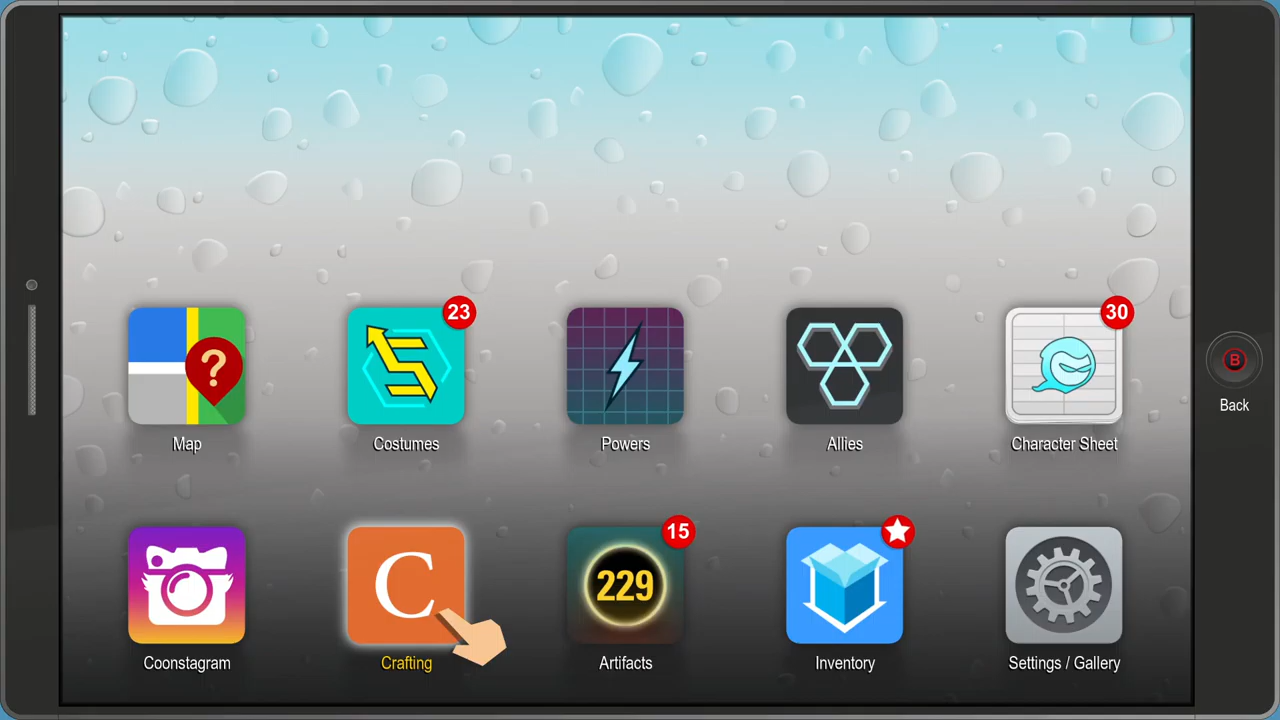 23
30
?
Map
Costumes
Powers
Allies
Character Sheet
B
Back
15
C
229
Coonstagram
Crafting
Artifacts
Inventory
Settings / Gallery